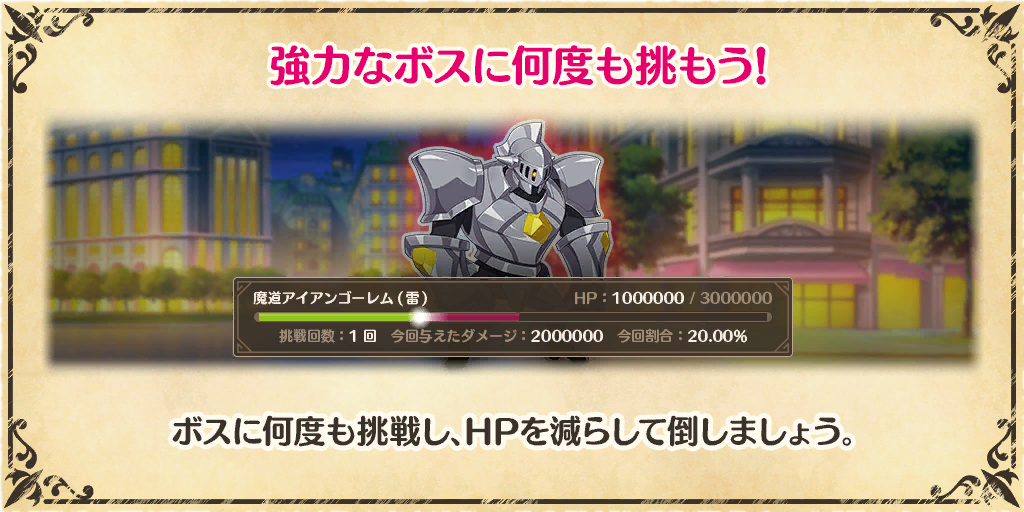 強力なボスに何度も挑もう!
魔道アイアンゴーレム(雷) HP:1000000 / 3000000
挑戦回数:1 回 今回与えたダメージ:2000000 今回割合:20.00%
ボスに何度も挑戦し、HPを減らして倒しましょう。